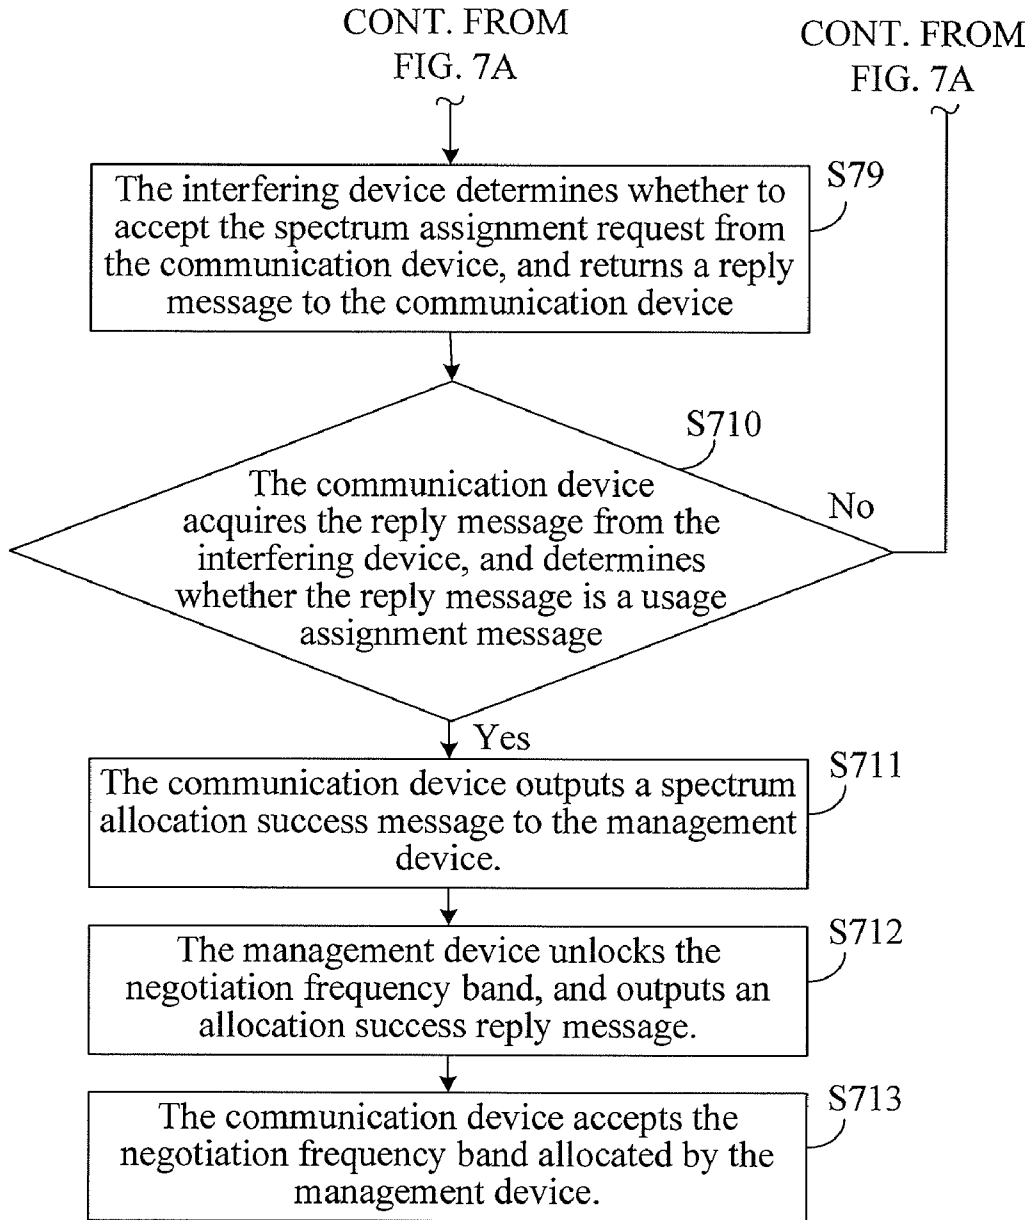 CONT. FROM
FIG. 7A
CONT. FROM
FIG. 7A
S79
The interfering device determines whether to
accept the spectrum assignment request from
the communication device, and returns a reply
message to the communication device
S710
The communication device
acquires the reply message from the
interfering device, and determines
whether the reply message is a usage
assignment message
No
Yes
S711
The communication device outputs a spectrum
allocation success message to the management
device.
S712
The management device unlocks the
negotiation frequency band, and outputs an
allocation success reply message.
S713
The communication device accepts the
negotiation frequency band allocated by the
management device.